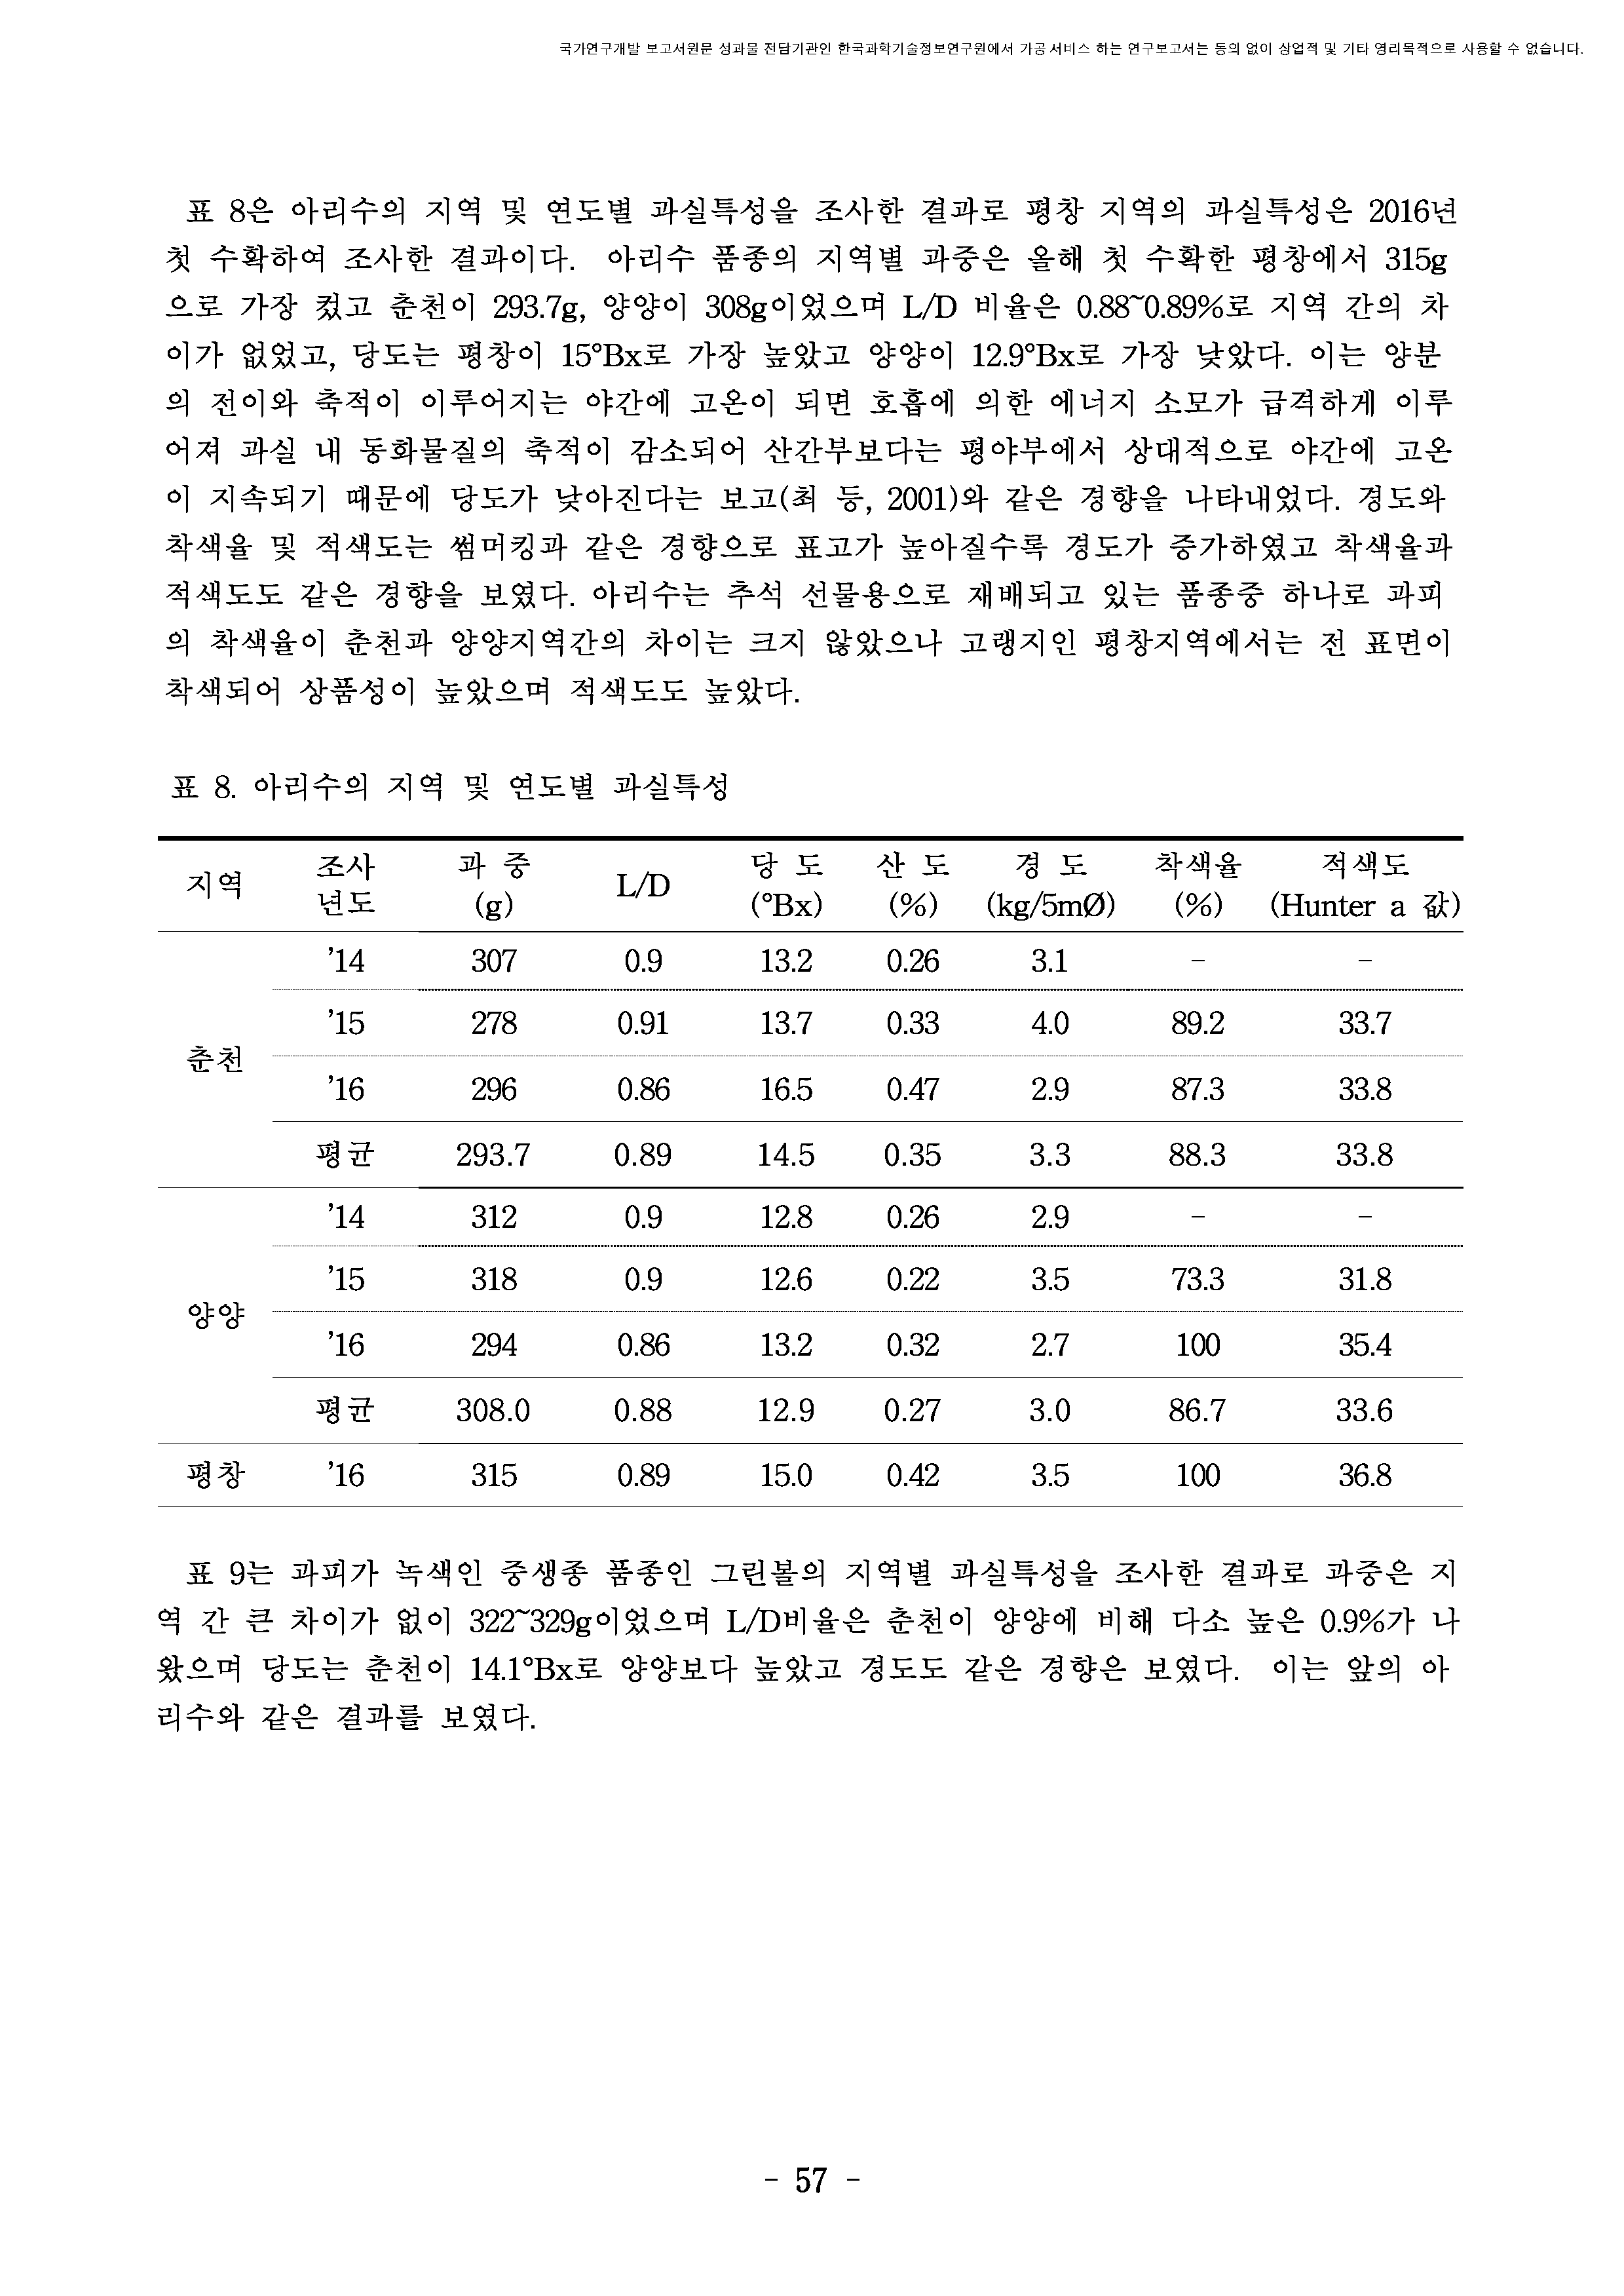 국가연구개발 보고서원문 성과물 전담기관인 한국과학기술정보연구원에서 가공·서비스 하는 연구보고서는 동의 없이 상업적 및 기타 영리목적으로 사용할 수 없습니다.
표 8은 아리수의 지역 및 연도별 과실특성을 조사한 결과로 평창 지역의 과실특성은 2016년
첫 수확하여 조사한 결과이다. 아리수 품종의 지역별 과중은 올해 첫 수확한 평창에서 315g
으로 가장 컸고 춘천이 293.7g, 양양이 308g이었으며 L/D 비율은 0.88~0.89%로 지역 간의 차
이가 없었고, 당도는 평창이 15°Bx로 가장 높았고 양양이 12.9°Bx로 가장 낮았다. 이는 양분
의 전이와 축적이 이루어지는 야간에 고온이 되면 호흡에 의한 에너지 소모가 급격하게 이루
어져 과실 내 동화물질의 축적이 감소되어 산간부보다는 평야부에서 상대적으로 야간에 고온
이 지속되기 때문에 당도가 낮아진다는 보고(최 등, 2001)와 같은 경향을 나타내었다. 경도와
착색율 및 적색도는 썸머킹과 같은 경향으로 표고가 높아질수록 경도가 증가하였고 착색율과
적색도도 같은 경향을 보였다. 아리수는 추석 선물용으로 재배되고 있는 품종중 하나로 과피
의 착색율이 춘천과 양양지역간의 차이는 크지 않았으나 고랭지인 평창지역에서는 전 표면이
착색되어 상품성이 높았으며 적색도도 높았다.
표 8. 아리수의 지역 및 연도별 과실특성
지역 조사년도 과 중(g) L/D 당 도(°Bx) 산 도(%) 경 도(kg/5mØ) 착색율(%) 적색도(Hunter a 값)
춘천 ’14 307 0.9 13.2 0.26 3.1 - -
’15 278 0.91 13.7 0.33 4.0 89.2 33.7
’16 296 0.86 16.5 0.47 2.9 87.3 33.8
평균 293.7 0.89 14.5 0.35 3.3 88.3 33.8
양양 ’14 312 0.9 12.8 0.26 2.9 - -
’15 318 0.9 12.6 0.22 3.5 73.3 31.8
’16 294 0.86 13.2 0.32 2.7 100 35.4
평균 308.0 0.88 12.9 0.27 3.0 86.7 33.6
평창 ’16 315 0.89 15.0 0.42 3.5 100 36.8
표 9는 과피가 녹색인 중생종 품종인 그린볼의 지역별 과실특성을 조사한 결과로 과중은 지
역 간 큰 차이가 없이 322~329g이었으며 L/D비율은 춘천이 양양에 비해 다소 높은 0.9%가 나
왔으며 당도는 춘천이 14.1°Bx로 양양보다 높았고 경도도 같은 경향은 보였다. 이는 앞의 아
리수와 같은 결과를 보였다.
- 57 -